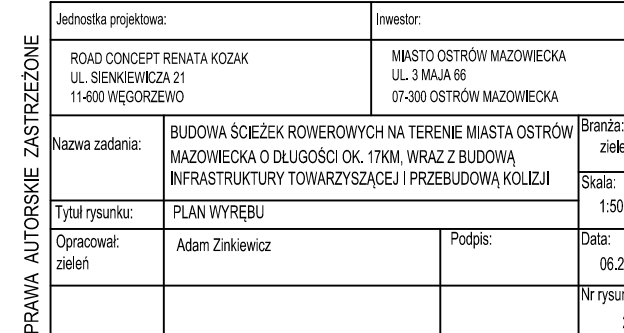 PRAWA AUTORSKIE ZASTRZEŻONE
Jednostka projektowa:
Inwestor:
ROAD CONCEPT RENATA KOZAK
UL. SIENKIEWICZA 21
11-600 WĘGORZEWO
MIASTO OSTRÓW MAZOWIECKA
UL. 3 MAJA 66
07-300 OSTRÓW MAZOWIECKA
Nazwa zadania:
BUDOWA ŚCIEŻEK ROWEROWYCH NA TERENIE MIASTA OSTRÓW
MAZOWIECKA O DŁUGOŚCI OK. 17KM, WRAZ Z BUDOWĄ
INFRASTRUKTURY TOWARZYSZĄCEJ I PRZEBUDOWĄ KOLIZJI
Branża:
Skala:
Tytuł rysunku:
PLAN WYRĘBU
Opracował:
zieleń
Adam Zinkiewicz
Podpis:
Data:
Nr